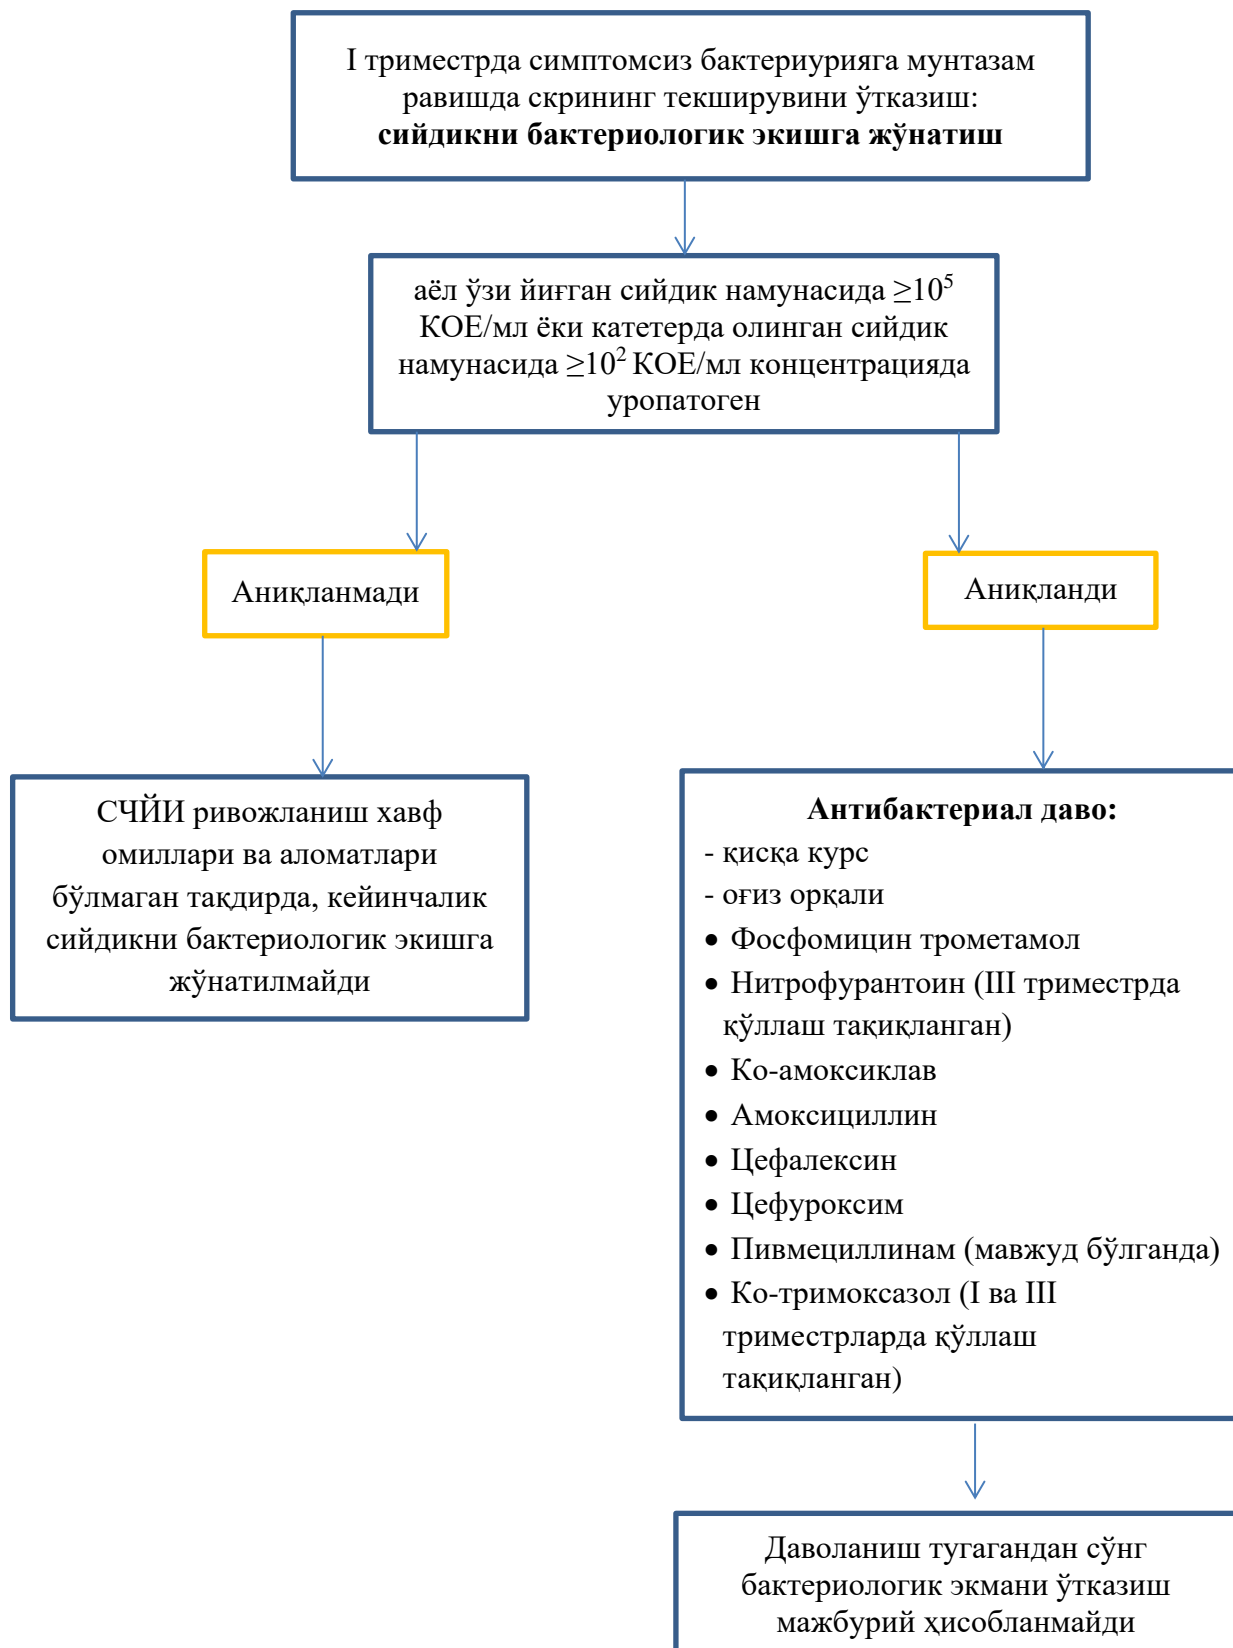 I триместрда симптомсиз бактериурияга мунтазам
равишда скрининг текширувини ўтказиш:
сийдикни бактериологик экишга жўнатиш
аёл ўзи йиғган сийдик намунасида ≥10⁵
КОЕ/мл ёки катетерда олинган сийдик
намунасида ≥10² КОЕ/мл концентрацияда
уропатоген
Аниқланмади
Аниқланди
СЧЙИ ривожланиш хавф
омиллари ва аломатлари
бўлмаган тақдирда, кейинчалик
сийдикни бактериологик экишга
жўнатилмайди
Антибактериал даво:
- қисқа курс
- оғиз орқали
• Фосфомицин трометамол
• Нитрофурантоин (III триместрда
қўллаш тақиқланган)
• Ко-амоксиклав
• Амоксициллин
• Цефалексин
• Цефуроксим
• Пивмециллинам (мавжуд бўлганда)
• Ко-тримоксазол (I ва III
триместрларда қўллаш
тақиқланган)
Даволаниш тугагандан сўнг
бактериологик экмани ўтказиш
мажбурий ҳисобланмайди